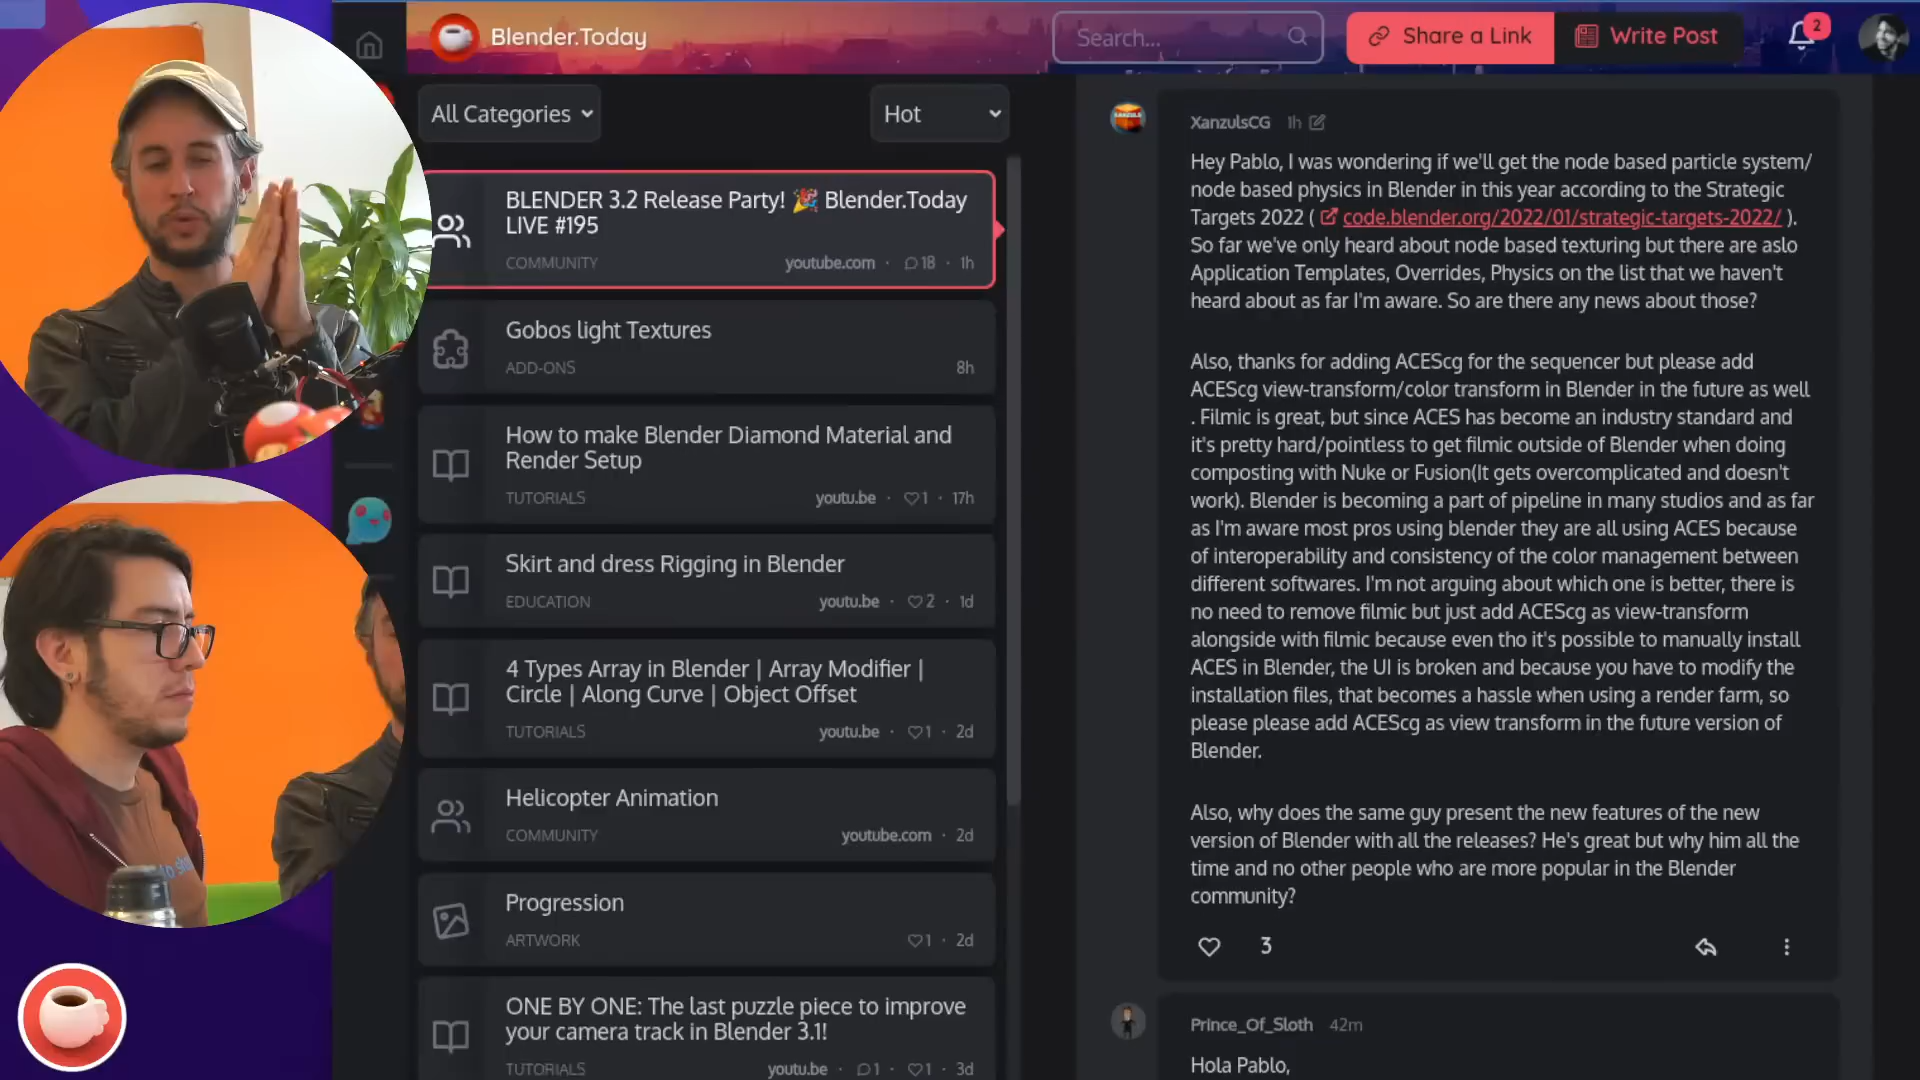 Blender.Today
Search...
Share a Link
Write Post
2
All Categories
Hot
BLENDER 3.2 Release Party! 🎉 Blender.Today
LIVE #195
COMMUNITY
youtube.com · 18 · 1h
Gobos light Textures
ADD-ONS
8h
How to make Blender Diamond Material and
Render Setup
TUTORIALS
youtu.be · 1 · 17h
Skirt and dress Rigging in Blender
EDUCATION
youtu.be · 2 · 1d
4 Types Array in Blender | Array Modifier |
Circle | Along Curve | Object Offset
TUTORIALS
youtu.be · 1 · 2d
Helicopter Animation
COMMUNITY
youtube.com · 2d
Progression
ARTWORK
1 · 2d
ONE BY ONE: The last puzzle piece to improve
your camera track in Blender 3.1!
TUTORIALS
youtu.be · 1 · 1 · 3d
XanzulsCG 1h
Hey Pablo, I was wondering if we'll get the node based particle system/
node based physics in Blender in this year according to the Strategic
Targets 2022 ( code.blender.org/2022/01/strategic-targets-2022/ ).
So far we've only heard about node based texturing but there are aslo
Application Templates, Overrides, Physics on the list that we haven't
heard about as far I'm aware. So are there any news about those?
Also, thanks for adding ACEScg for the sequencer but please add
ACEScg view-transform/color transform in Blender in the future as well
. Filmic is great, but since ACES has become an industry standard and
it's pretty hard/pointless to get filmic outside of Blender when doing
composting with Nuke or Fusion(It gets overcomplicated and doesn't
work). Blender is becoming a part of pipeline in many studios and as far
as I'm aware most pros using blender they are all using ACES because
of interoperability and consistency of the color management between
different softwares. I'm not arguing about which one is better, there is
no need to remove filmic but just add ACEScg as view-transform
alongside with filmic because even tho it's possible to manually install
ACES in Blender, the UI is broken and because you have to modify the
installation files, that becomes a hassle when using a render farm, so
please please add ACEScg as view transform in the future version of
Blender.
Also, why does the same guy present the new features of the new
version of Blender with all the releases? He's great but why him all the
time and no other people who are more popular in the Blender
community?
3
Prince_Of_Sloth 42m
Hola Pablo,